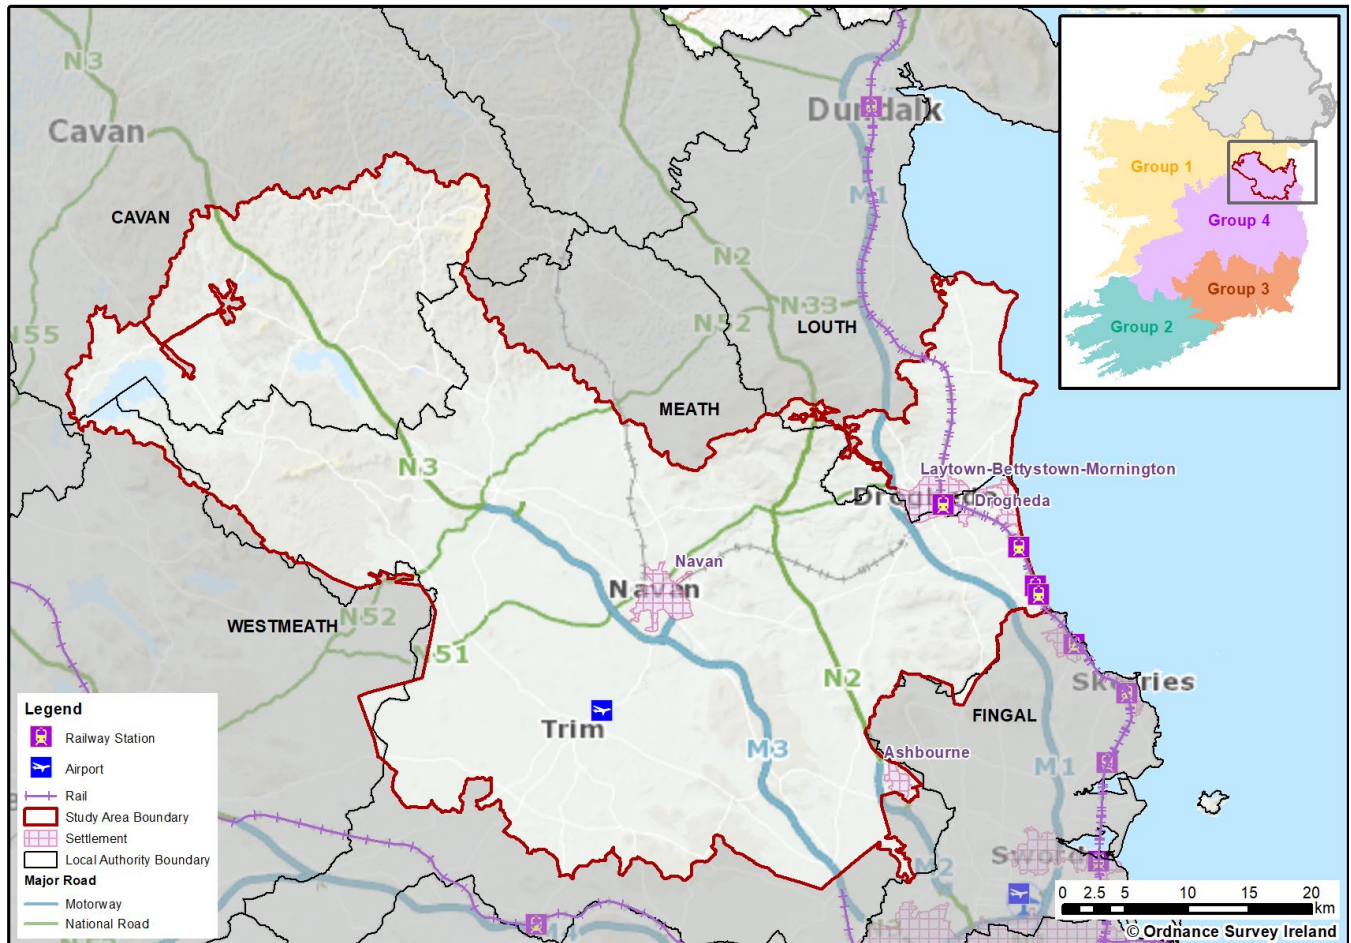 N3
Cavan
Dundalk
M1
CAVAN
N2
N33
N52
LOUTH
N55
MEATH
N3
Laytown-Bettystown-Mornington
Drogheda
Drogheda
Navan
Navan
N52
WESTMEATH
N51
N2
Skerries
FINGAL
Trim
M3
Ashbourne
M1
Swords
M2
N3
M4
Group 1
Group 4
Group 3
Group 2
Legend
Railway Station
Airport
Rail
Study Area Boundary
Settlement
Local Authority Boundary
Major Road
Motorway
National Road
0 2.5 5 10 15 20
km
© Ordnance Survey Ireland